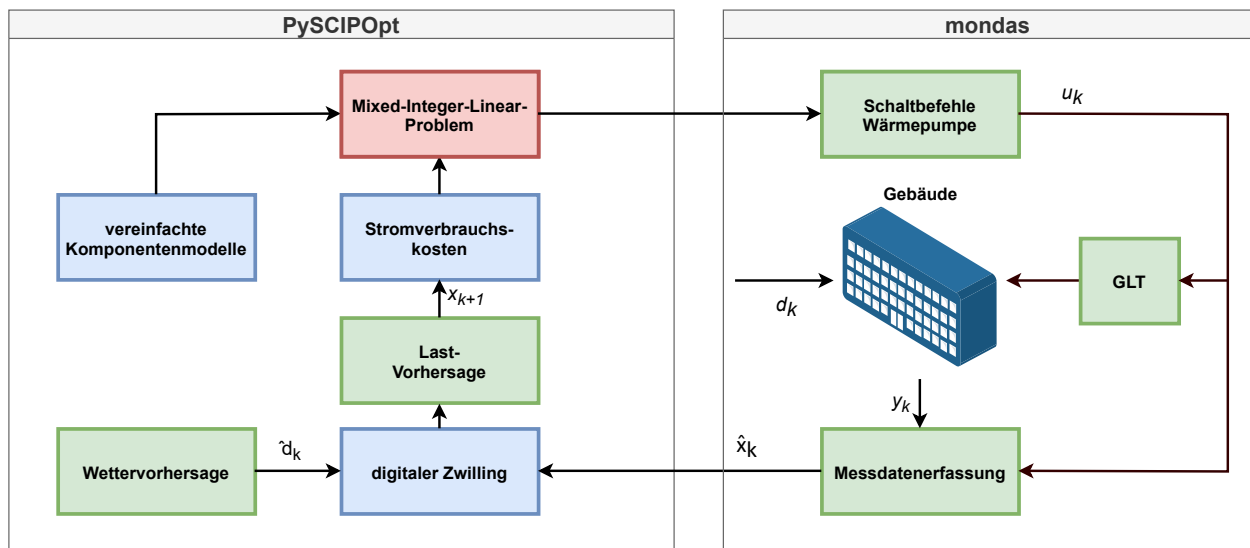 PySCIPOpt
mondas
Mixed-Integer-Linear-
Problem
Schaltbefehle
Wärmepumpe
u_k
vereinfachte
Komponentenmodelle
Stromverbrauchs-
kosten
Gebäude
GLT
d_k
x_{k+1}
Last-
Vorhersage
y_k
Wettervorhersage
d̂_k
digitaler Zwilling
x̂_k
Messdatenerfassung